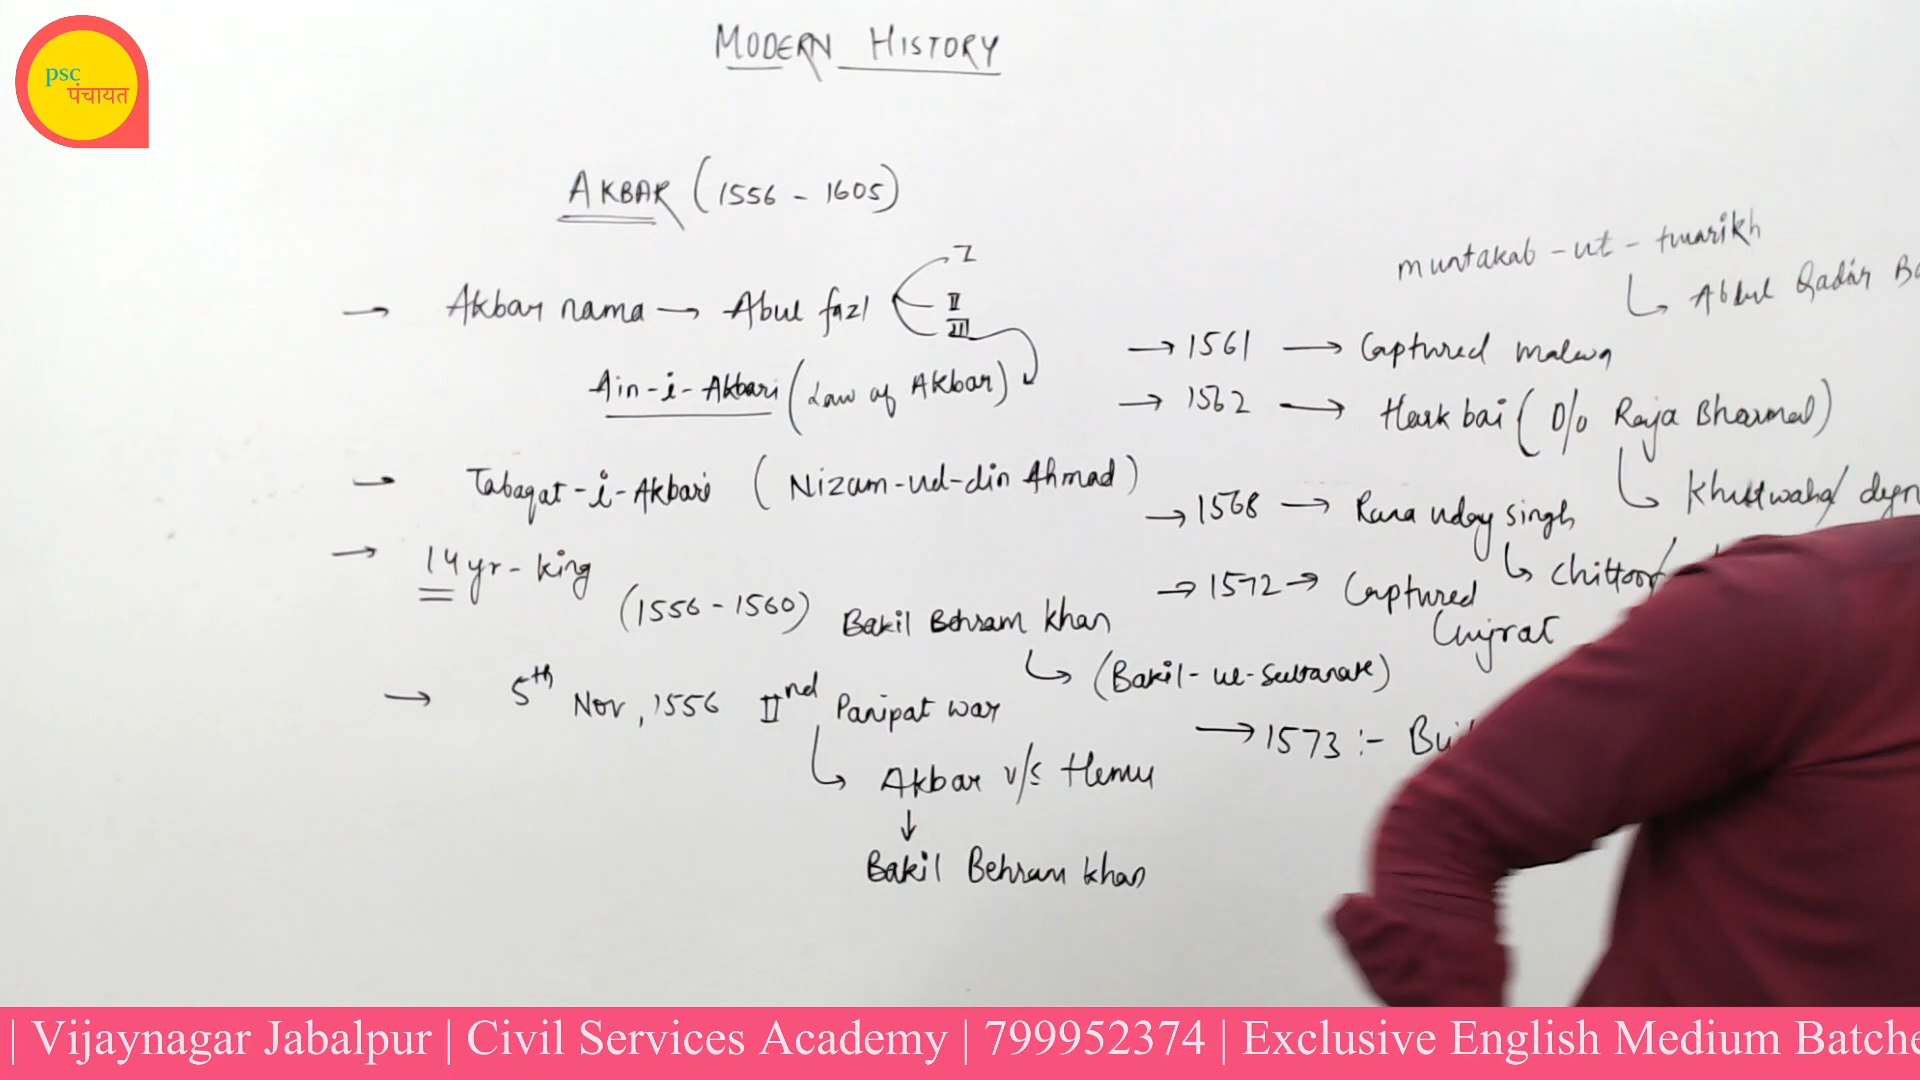 psc
पंचायत
MODERN HISTORY
AKBAR (1556 - 1605)
→ Akbar nama → Abul fazl I
II
III
Ain-i-Akbari (Law of Akbar)
→ Tabaqat-i-Akbari (Nizam-ud-din Ahmad)
→ 14 yr - king
(1556 - 1560) Bakil Behram khan
(Bakil-ul-Sultanate)
→ 5th Nov, 1556 IInd Panipat war
Akbar v/s Hemu
↓
Bakil Behram khan
muntakab-ut-twarikh
Abdul Qadir
→ 1561 → Captured malwa
→ 1562 → Hark bai (D/o Raja Bharmal)
→ 1568 → Rana uday singh
Chittor
→ 1572 → Captured
Gujrat
→ 1573 :-
| Vijaynagar Jabalpur | Civil Services Academy | 799952374 | Exclusive English Medium Batche